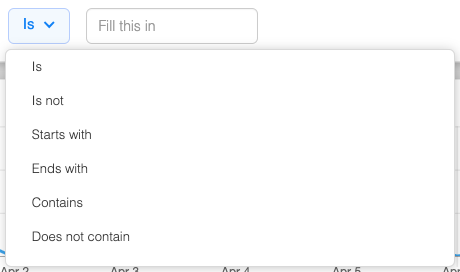 Is
Fill this in
Is
Is not
Starts with
Ends with
Contains
Does not contain
Apr 2 Apr 3 Apr 4 Apr 5